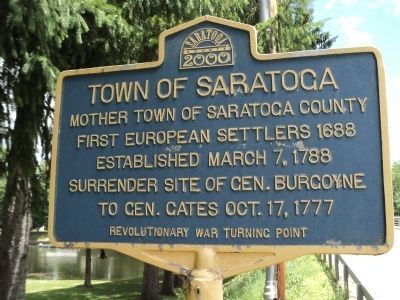 SARATOGA
COUNTY
2000
TOWN OF SARATOGA
MOTHER TOWN OF SARATOGA COUNTY
FIRST EUROPEAN SETTLERS 1688
ESTABLISHED MARCH 7, 1788
SURRENDER SITE OF GEN. BURGOYNE
TO GEN. GATES OCT. 17, 1777
REVOLUTIONARY WAR TURNING POINT